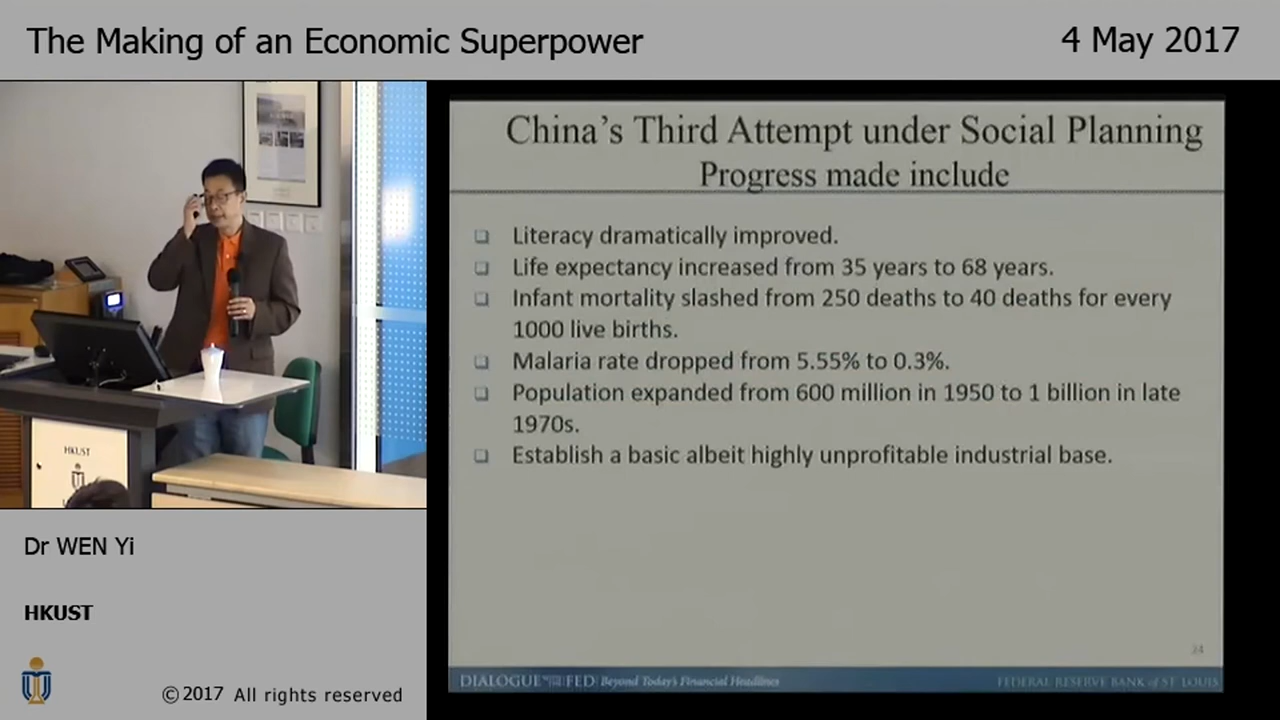 The Making of an Economic Superpower
4 May 2017
China's Third Attempt under Social Planning
Progress made include
Literacy dramatically improved.
Life expectancy increased from 35 years to 68 years.
Infant mortality slashed from 250 deaths to 40 deaths for every
1000 live births.
Malaria rate dropped from 5.55% to 0.3%.
Population expanded from 600 million in 1950 to 1 billion in late
1970s.
Establish a basic albeit highly unprofitable industrial base.
24
DIALOGUE WITH THE FED Beyond Today's Financial Headlines
FEDERAL RESERVE BANK of ST. LOUIS
HKUST
Dr WEN Yi
HKUST
©2017 All rights reserved